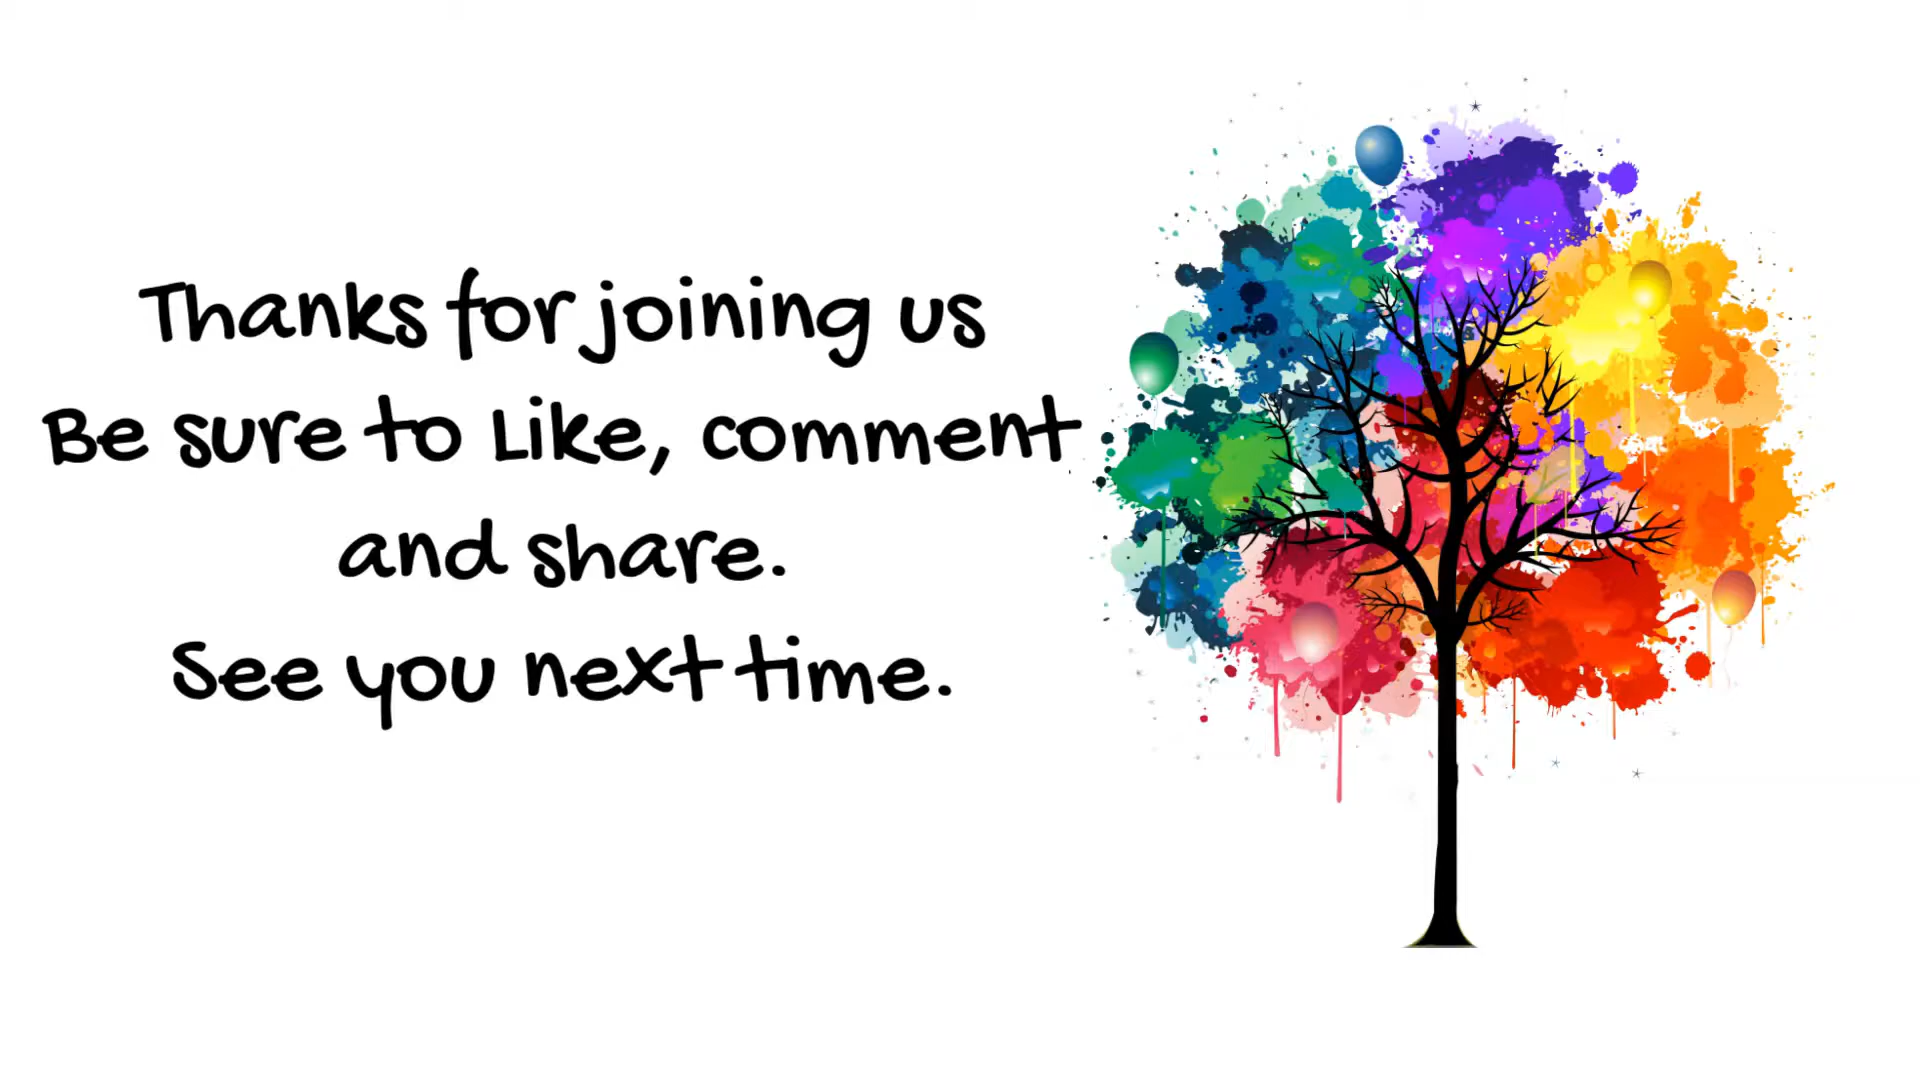 Thanks for joining us
Be sure to Like, comment
and share.
See you next time.